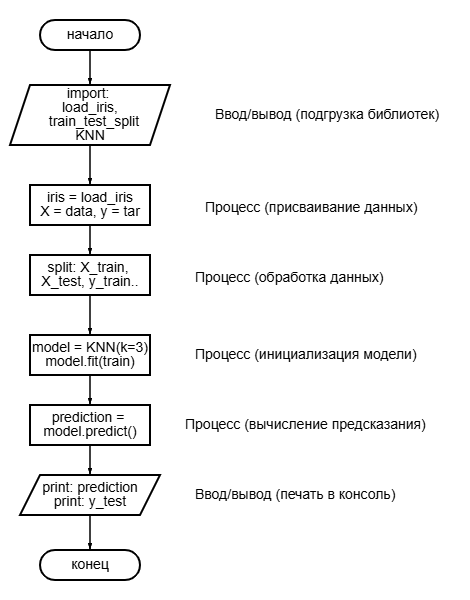 начало
import:
load_iris,
train_test_split
KNN
Ввод/вывод (подгрузка библиотек)
iris = load_iris
X = data, y = tar
Процесс (присваивание данных)
split: X_train,
X_test, y_train..
Процесс (обработка данных)
model = KNN(k=3)
model.fit(train)
Процесс (инициализация модели)
prediction =
model.predict()
Процесс (вычисление предсказания)
print: prediction
print: y_test
Ввод/вывод (печать в консоль)
конец